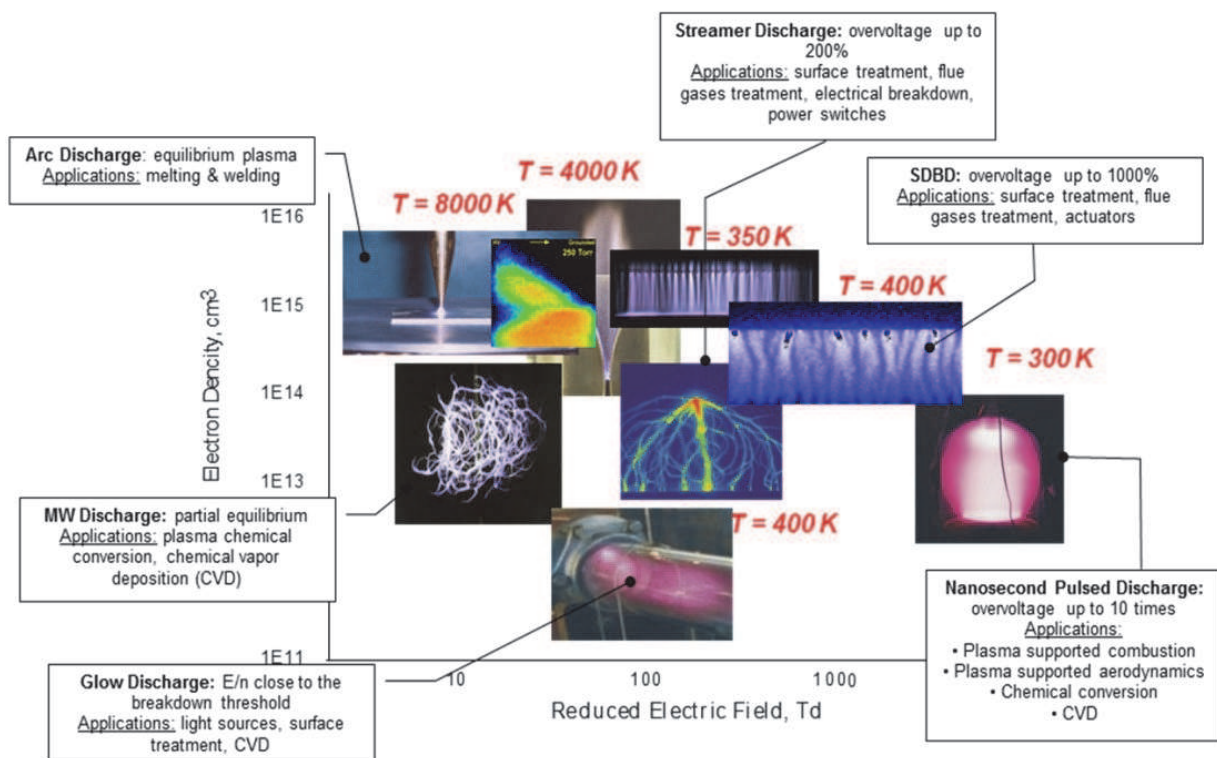 Streamer Discharge: overvoltage up to
200%
Applications: surface treatment, flue
gases treatment, electrical breakdown,
power switches
Arc Discharge: equilibrium plasma
Applications: melting & welding
SDBD: overvoltage up to 1000%
Applications: surface treatment, flue
gases treatment, actuators
T = 4000 K
T = 8000 K
T = 350 K
T = 400 K
T = 300 K
T = 400 K
Grounded
250 Torr
Electron Dencity, cm3
1E16
1E15
1E14
1E13
1E11
MW Discharge: partial equilibrium
Applications: plasma chemical
conversion, chemical vapor
deposition (CVD)
Nanosecond Pulsed Discharge:
overvoltage up to 10 times
Applications:
• Plasma supported combustion
• Plasma supported aerodynamics
• Chemical conversion
• CVD
Glow Discharge: E/n close to the
breakdown threshold
Applications: light sources, surface
treatment, CVD
10
100
1000
Reduced Electric Field, Td